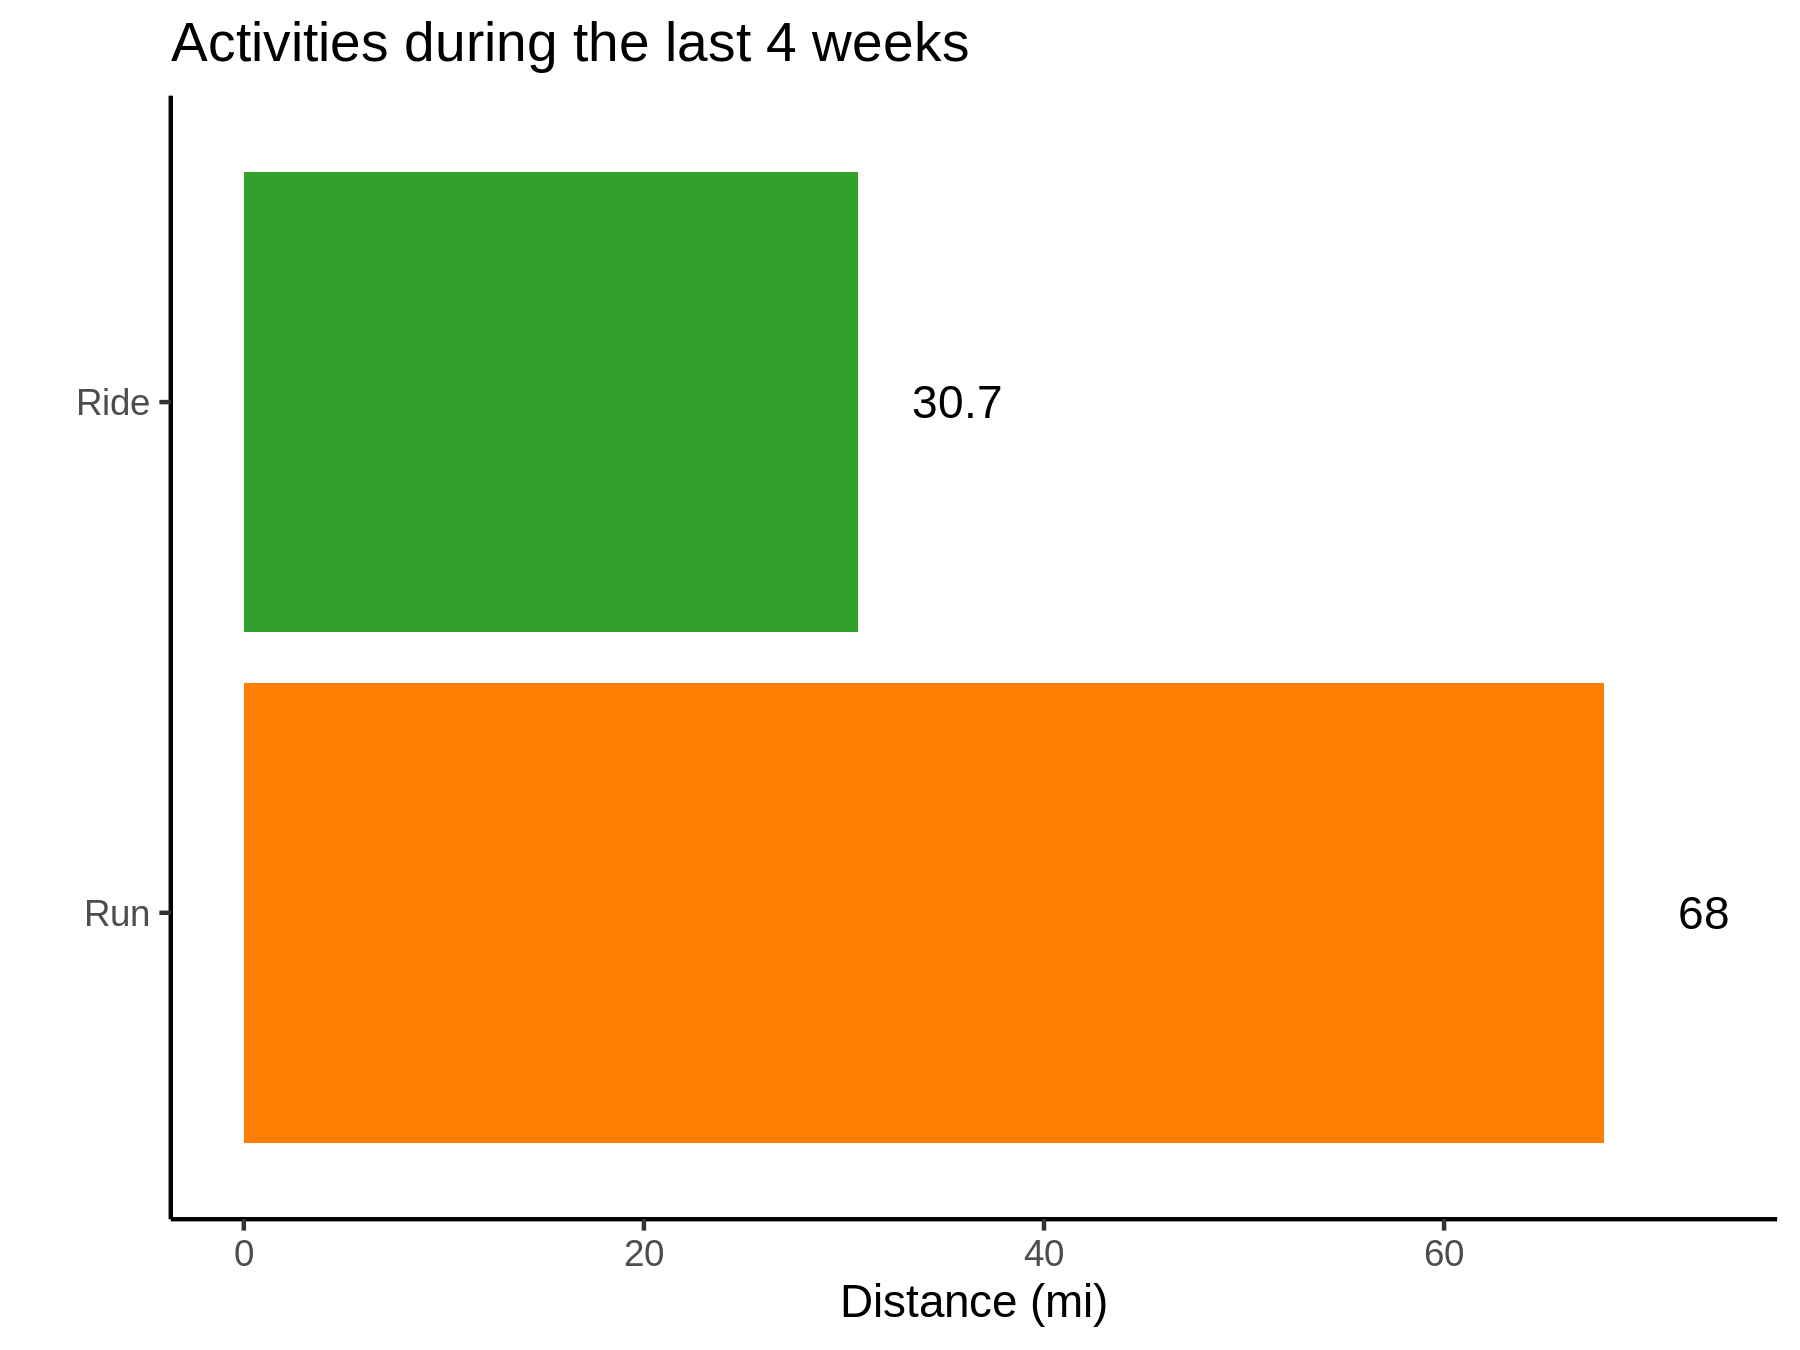 Activities during the last 4 weeks
Ride
30.7
Run
68
0 20 40 60
Distance (mi)